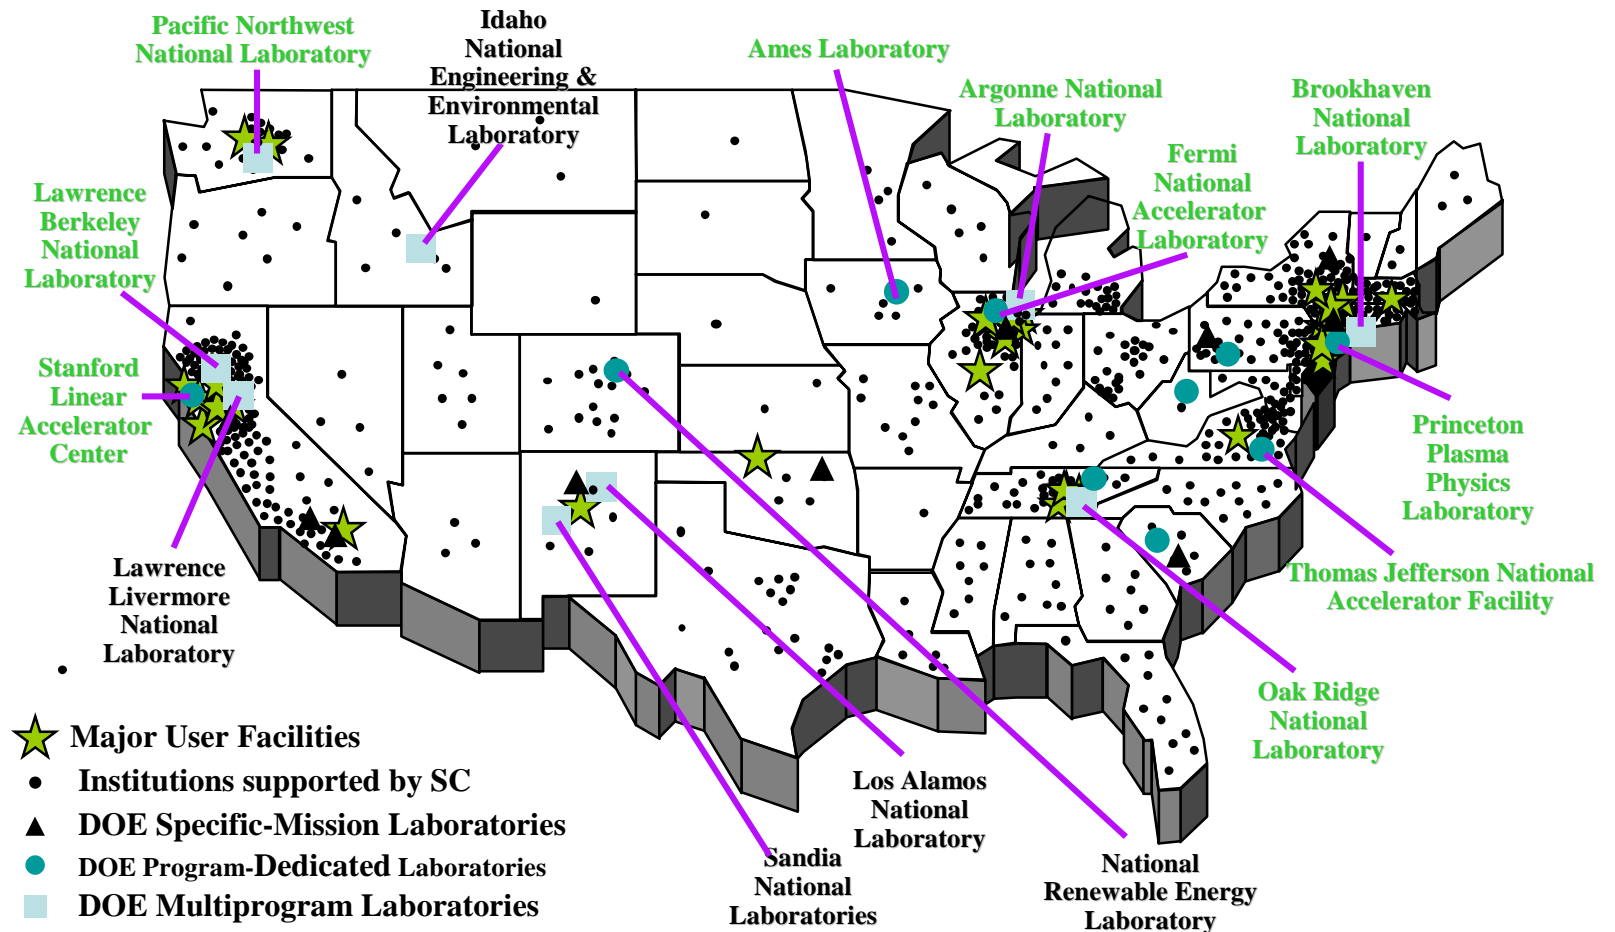 Pacific Northwest
National Laboratory
Idaho
National
Engineering &
Environmental
Laboratory
Ames Laboratory
Argonne National
Laboratory
Brookhaven
National
Laboratory
Fermi
National
Accelerator
Laboratory
Lawrence
Berkeley
National
Laboratory
Stanford
Linear
Accelerator
Center
Princeton
Plasma
Physics
Laboratory
Lawrence
Livermore
National
Laboratory
Thomas Jefferson National
Accelerator Facility
Oak Ridge
National
Laboratory
Los Alamos
National
Laboratory
Sandia
National
Laboratories
National
Renewable Energy
Laboratory
Major User Facilities
Institutions supported by SC
DOE Specific-Mission Laboratories
DOE Program-Dedicated Laboratories
DOE Multiprogram Laboratories